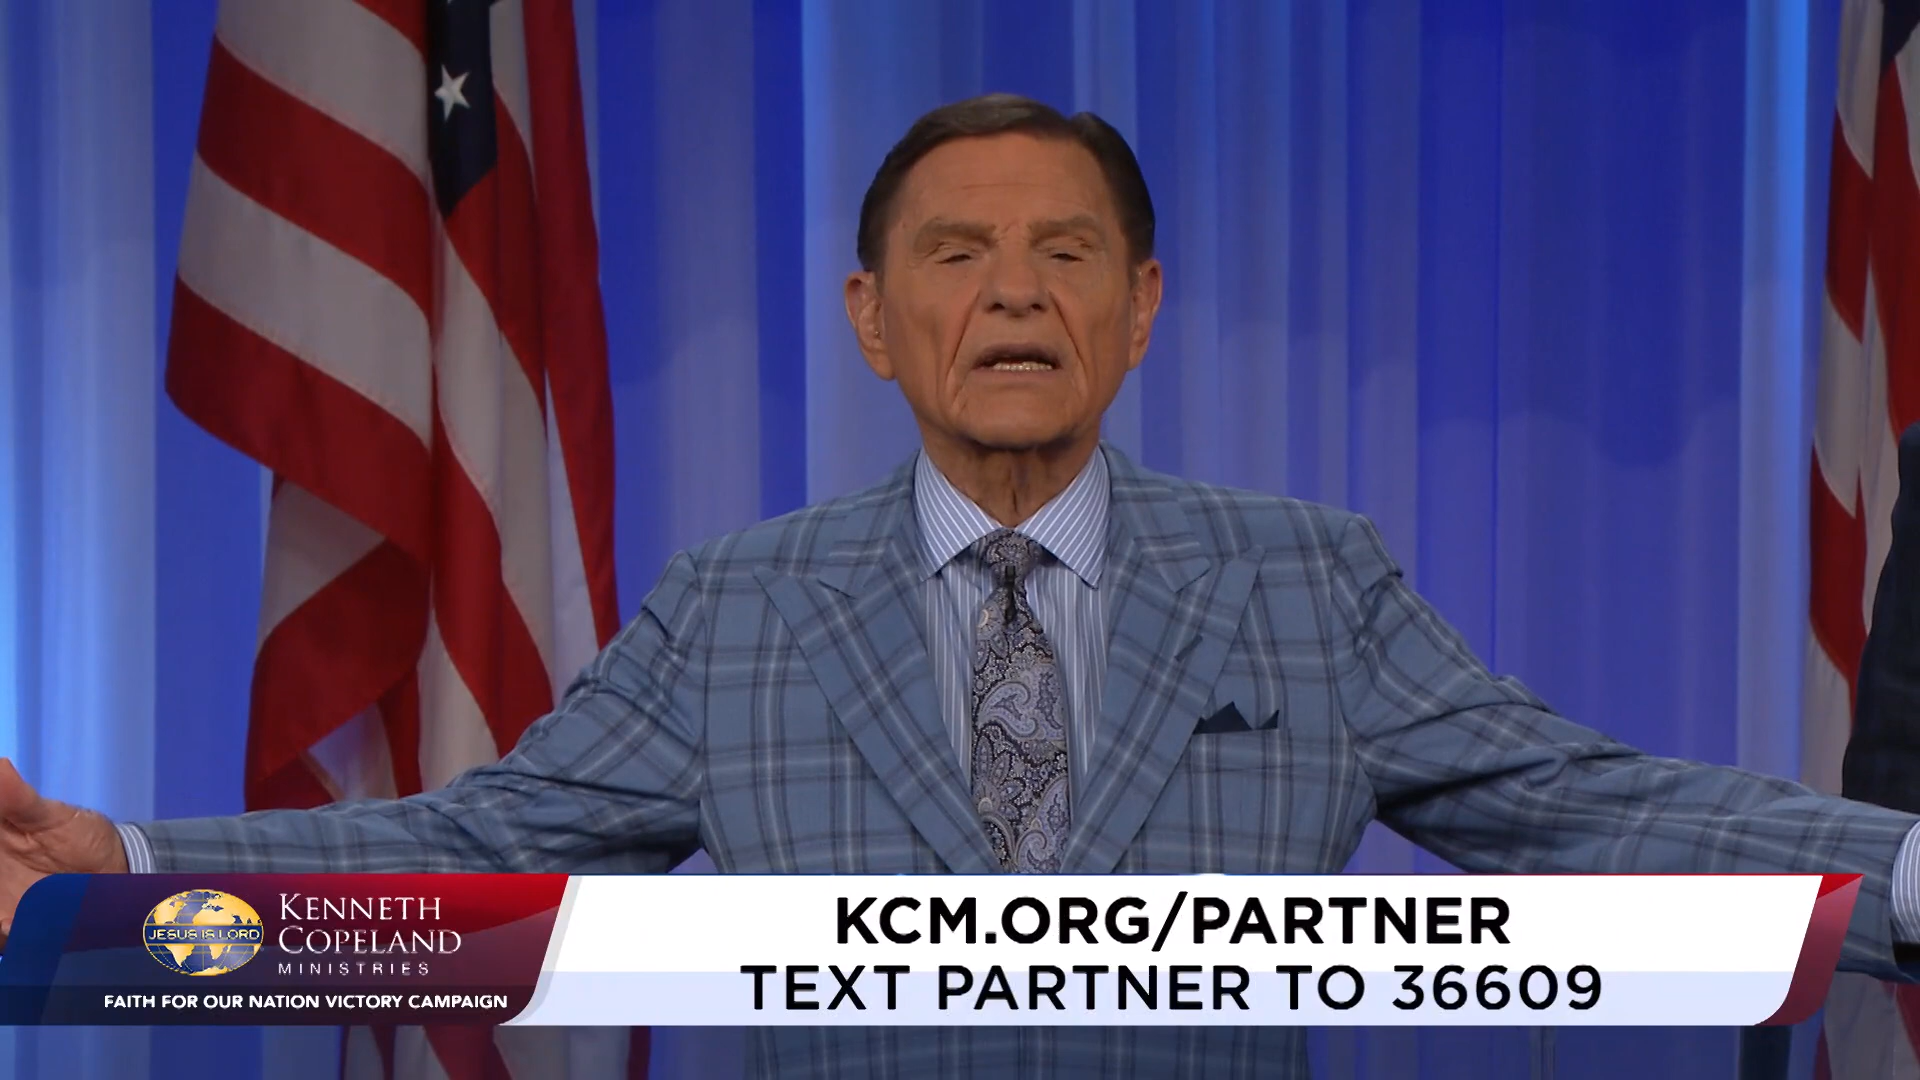 JESUS IS LORD
KENNETH
COPELAND
MINISTRIES
FAITH FOR OUR NATION VICTORY CAMPAIGN
KCM.ORG/PARTNER
TEXT PARTNER TO 36609